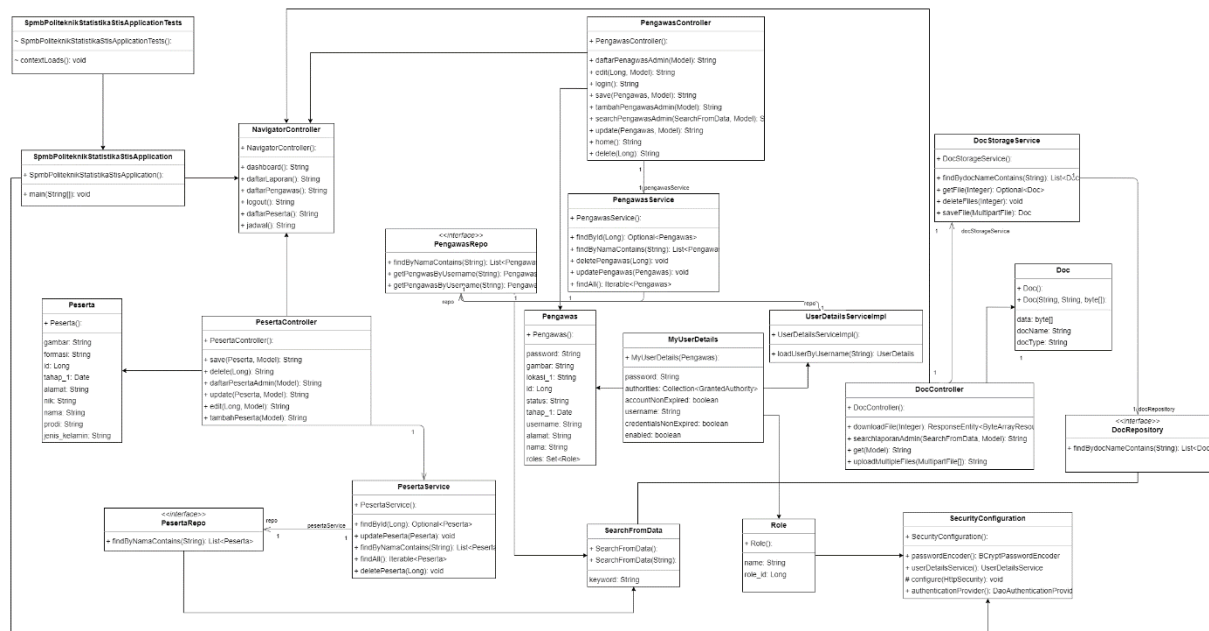 SpmbPoliteknikStatistikaStisApplicationTests
~ SpmbPoliteknikStatistikaStisApplicationTests():
~ contextLoads(): void
SpmbPoliteknikStatistikaStisApplication
+ SpmbPoliteknikStatistikaStisApplication():
+ main(String[]): void
NavigatorController
+ NavigatorController():
+ dashboard(): String
+ daftarLaporan(): String
+ daftarPengawas(): String
+ logout(): String
+ daftarPeserta(): String
+ jadwal(): String
PengawasController
+ PengawasController():
+ daftarPenagwasAdmin(Model): String
+ edit(Long, Model): String
+ login(): String
+ save(Pengawas, Model): String
+ tambahPengawasAdmin(Model): String
+ searchPengawasAdmin(SearchFromData, Model): S
+ update(Pengawas, Model): String
+ home(): String
+ delete(Long): String
1
1 pengawasService
PengawasService
+ PengawasService():
+ findById(Long): Optional<Pengawas>
+ findByNamaContains(String): List<Pengawa
+ deletePengawas(Long): void
+ updatePengawas(Pengawas): void
+ findAll(): Iterable<Pengawas>
<<interface>>
PengawasRepo
+ findByNamaContains(String): List<Pengawa
+ getPengwasByUsername(String): Pengawas
+ getPengawasByUsername(String): Pengawa
repo
1
1
1
repo
1
DocStorageService
+ DocStorageService():
+ findBydocNameContains(String): List<Doc
+ getFile(Integer): Optional<Doc>
+ deleteFiles(Integer): void
+ saveFile(MultipartFile): Doc
1
1
docStorageService
Doc
+ Doc():
+ Doc(String, String, byte[]):
data: byte[]
docName: String
docType: String
1
Peserta
+ Peserta():
gambar: String
formasi: String
id: Long
tahap_1: Date
alamat: String
nik: String
nama: String
prodi: String
jenis_kelamin: String
PesertaController
+ PesertaController():
+ save(Peserta, Model): String
+ delete(Long): String
+ daftarPesertaAdmin(Model): String
+ update(Peserta, Model): String
+ edit(Long, Model): String
+ tambahPeserta(Model): String
1
Pengawas
+ Pengawas():
password: String
gambar: String
lokasi_1: String
id: Long
status: String
tahap_1: Date
username: String
alamat: String
nama: String
roles: Set<Role>
MyUserDetails
+ MyUserDetails(Pengawas):
password: String
authorities: Collection<GrantedAuthority>
accountNonExpired: boolean
username: String
credentialsNonExpired: boolean
enabled: boolean
UserDetailsServiceImpl
+ UserDetailsServiceImpl():
+ loadUserByUsername(String): UserDetails
1
DocController
+ DocController():
+ downloadFile(Integer): ResponseEntity<ByteArrayResou
+ searchlaporanAdmin(SearchFromData, Model): String
+ get(Model): String
+ uploadMultipleFiles(MultipartFile[]): String
1 docRepository
<<interface>>
DocRepository
+ findBydocNameContains(String): List<Doc
PesertaService
+ PesertaService():
+ findById(Long): Optional<Peserta>
+ updatePeserta(Peserta): void
+ findByNamaContains(String): List<Peserta
+ findAll(): Iterable<Peserta>
+ deletePeserta(Long): void
<<interface>>
PesertaRepo
+ findByNamaContains(String): List<Peserta>
repo
1
pesertaService
1
1
SearchFromData
+ SearchFromData():
+ SearchFromData(String):
keyword: String
Role
+ Role():
name: String
role_id: Long
SecurityConfiguration
+ SecurityConfiguration():
+ passwordEncoder(): BCryptPasswordEncoder
+ userDetailsService(): UserDetailsService
# configure(HttpSecurity): void
+ authenticationProvider(): DaoAuthenticationProvid